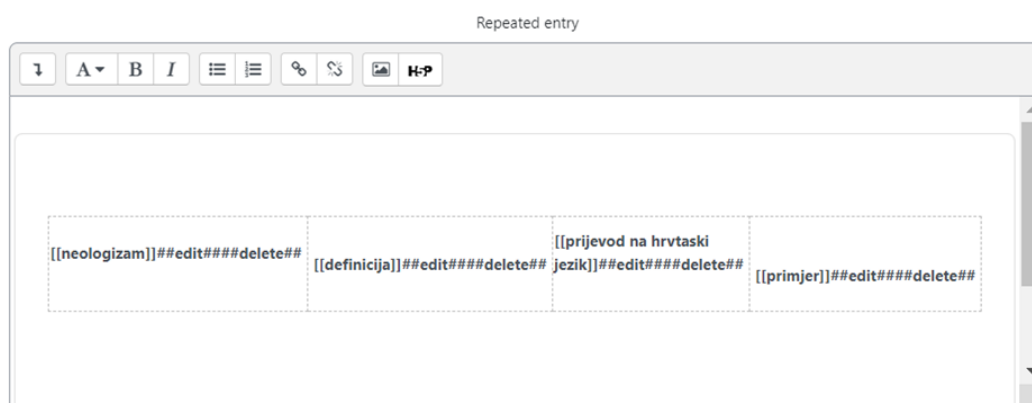 Repeated entry
A B I H-P
[[neologizam]]##edit####delete##
[[definicija]]##edit####delete##
[[prijevod na hrvtaski
jezik]]##edit####delete##
[[primjer]]##edit####delete##